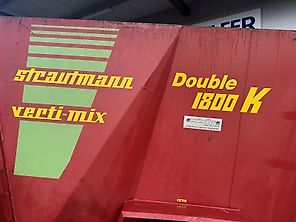 strautmann
verti-mix
Double
1800 K